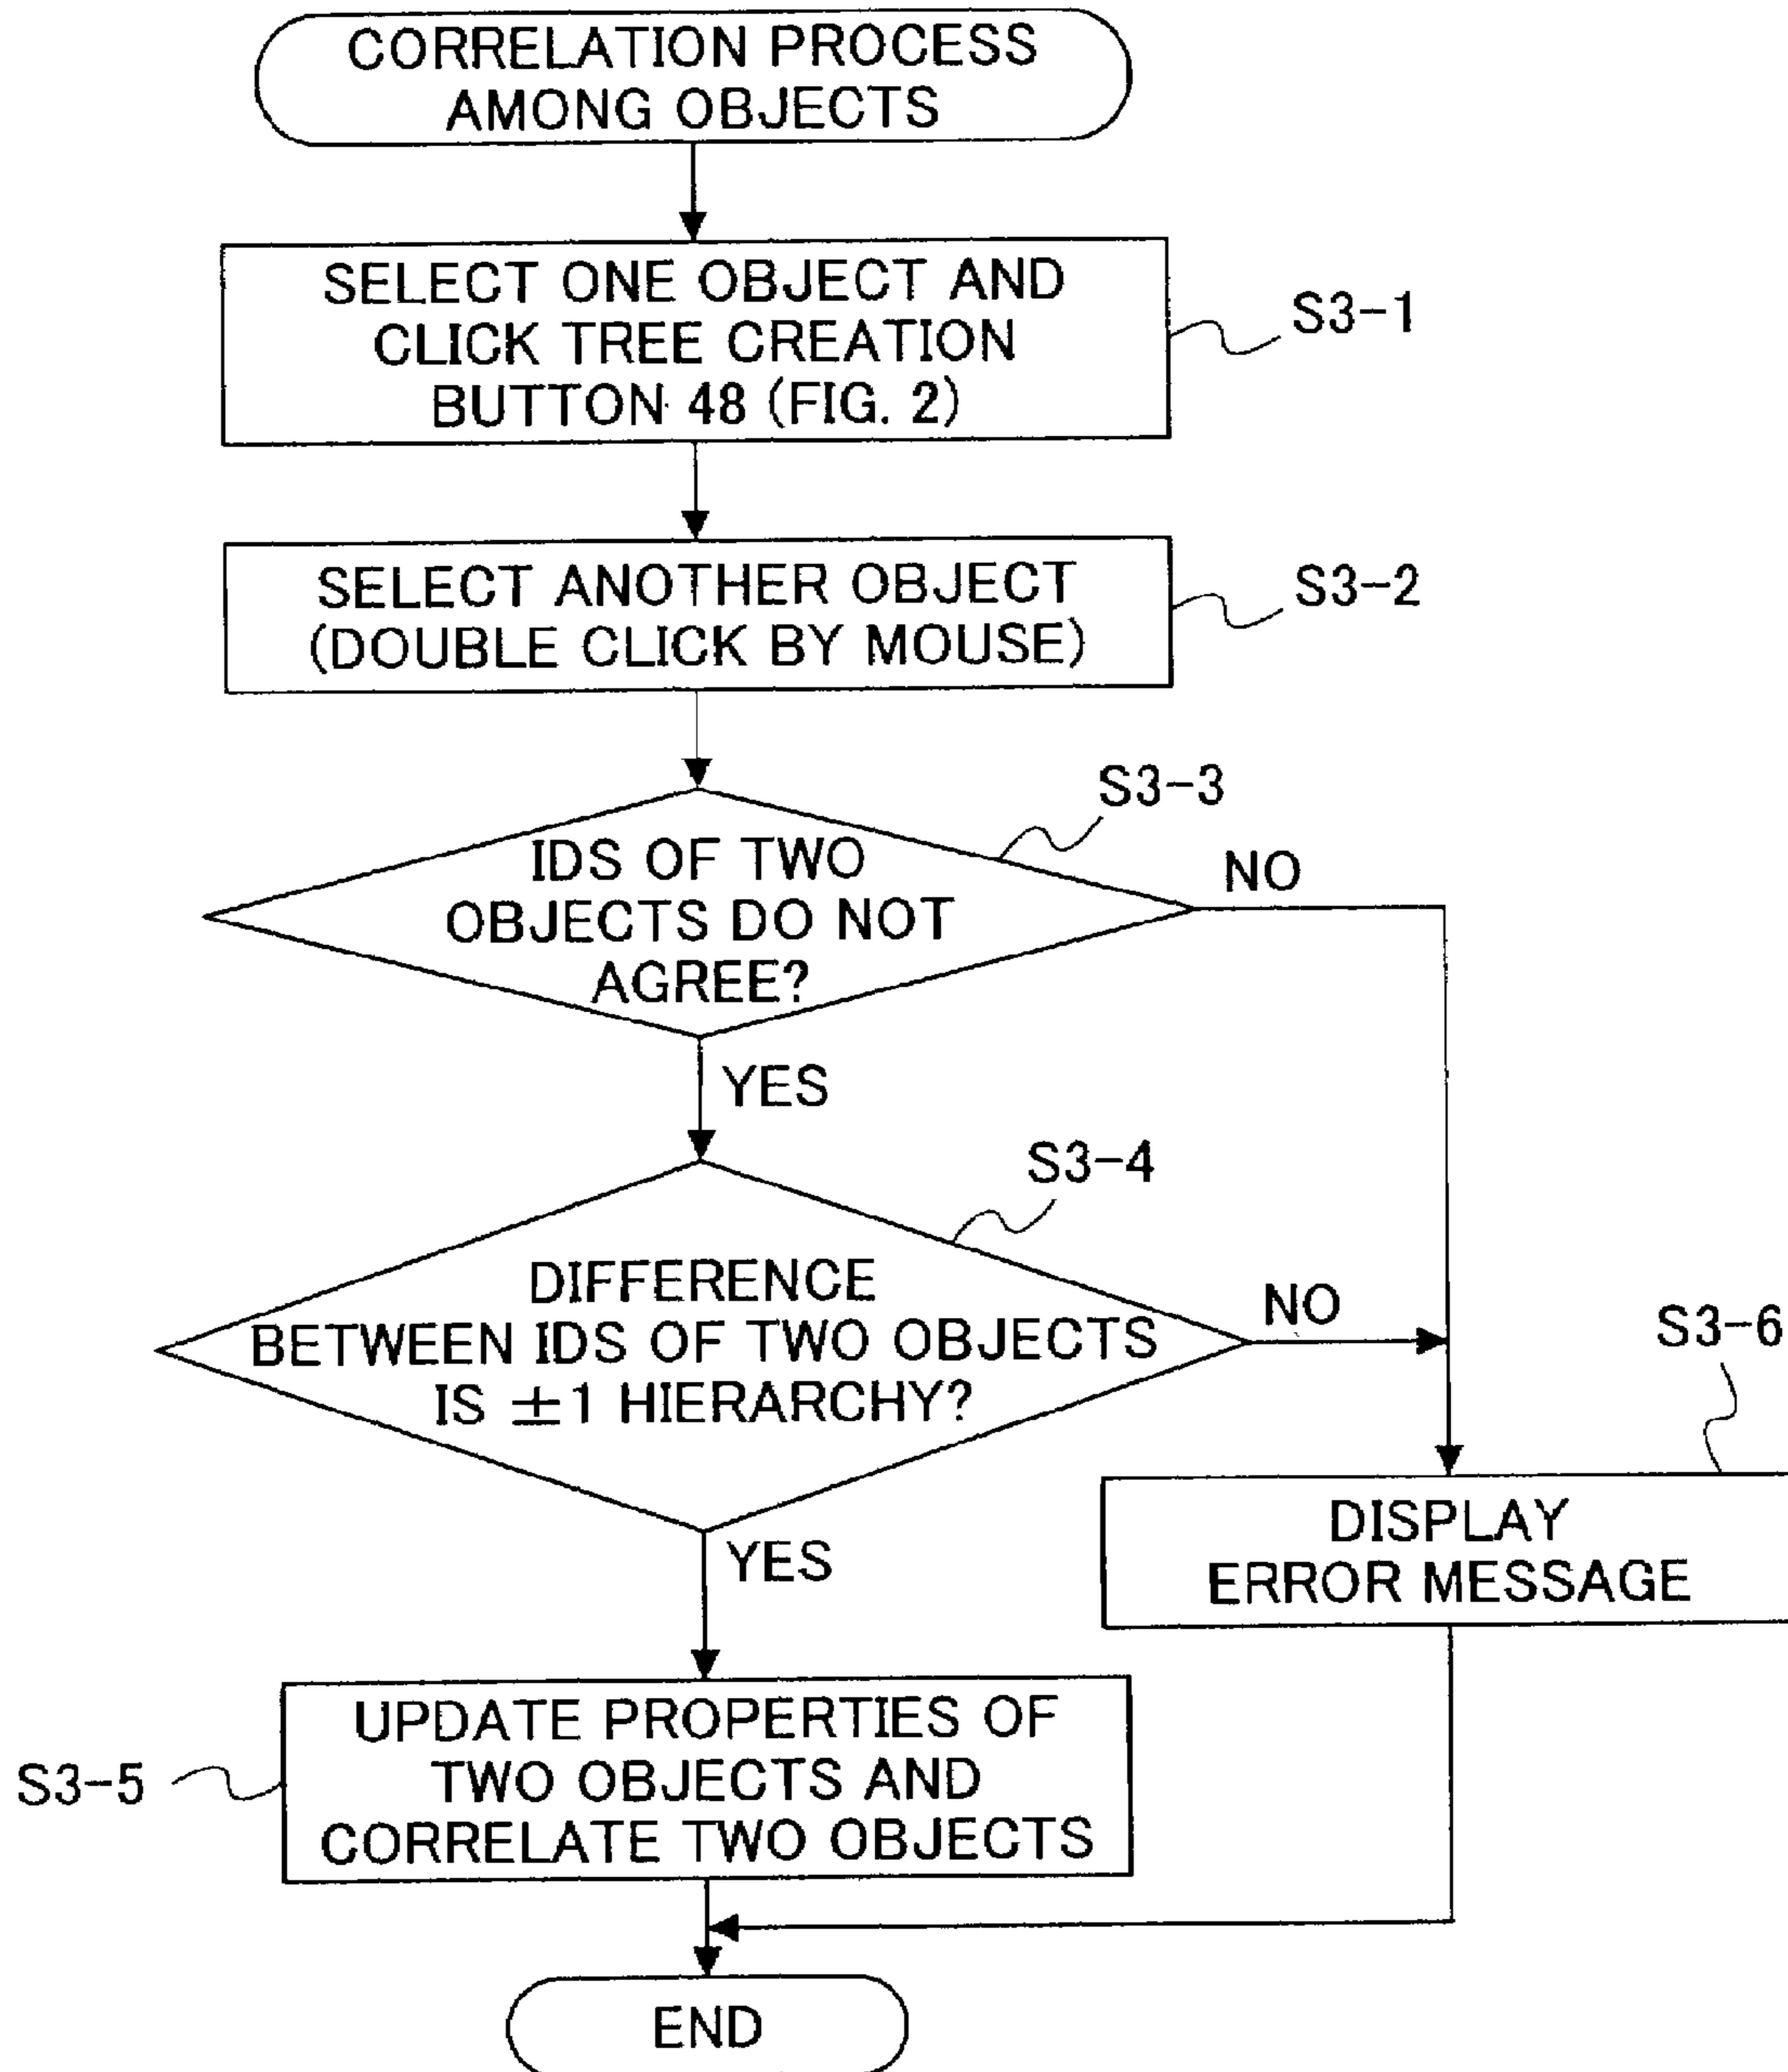 CORRELATION PROCESS
AMONG OBJECTS
SELECT ONE OBJECT AND
CLICK TREE CREATION
BUTTON 48 (FIG. 2)
S3-1
SELECT ANOTHER OBJECT
(DOUBLE CLICK BY MOUSE)
S3-2
S3-3
IDS OF TWO
OBJECTS DO NOT
AGREE?
NO
YES
S3-4
DIFFERENCE
BETWEEN IDS OF TWO OBJECTS
IS ±1 HIERARCHY?
NO
S3-6
YES
DISPLAY
ERROR MESSAGE
S3-5
UPDATE PROPERTIES OF
TWO OBJECTS AND
CORRELATE TWO OBJECTS
END